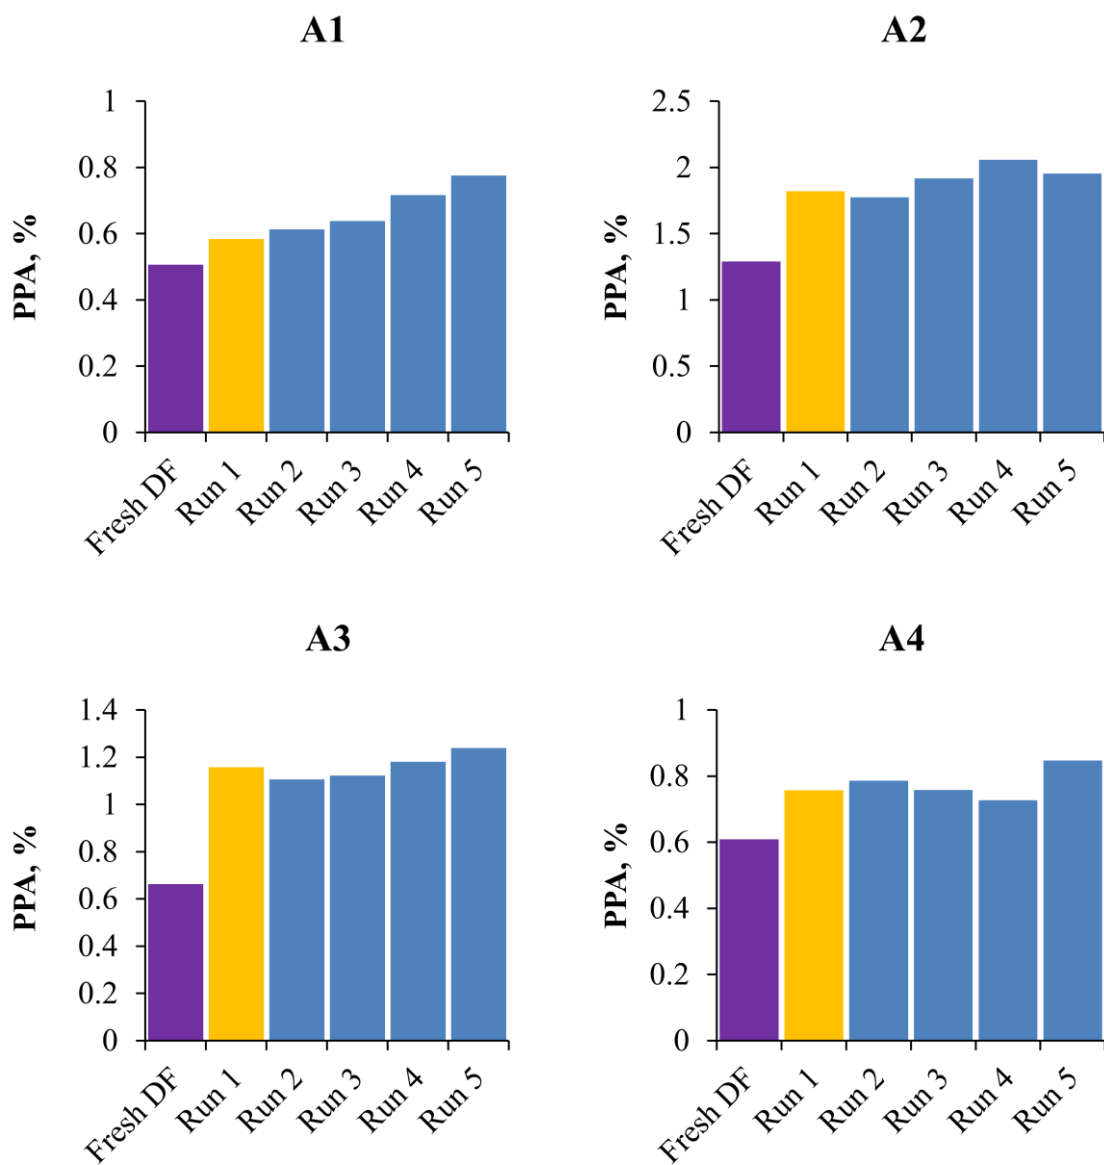 A1
PPA, %
1
0.8
0.6
0.4
0.2
0
Fresh DF
Run 1
Run 2
Run 3
Run 4
Run 5
A2
PPA, %
2.5
2
1.5
1
0.5
0
Fresh DF
Run 1
Run 2
Run 3
Run 4
Run 5
A3
PPA, %
1.4
1.2
1
0.8
0.6
0.4
0.2
0
Fresh DF
Run 1
Run 2
Run 3
Run 4
Run 5
A4
PPA, %
1
0.8
0.6
0.4
0.2
0
Fresh DF
Run 1
Run 2
Run 3
Run 4
Run 5